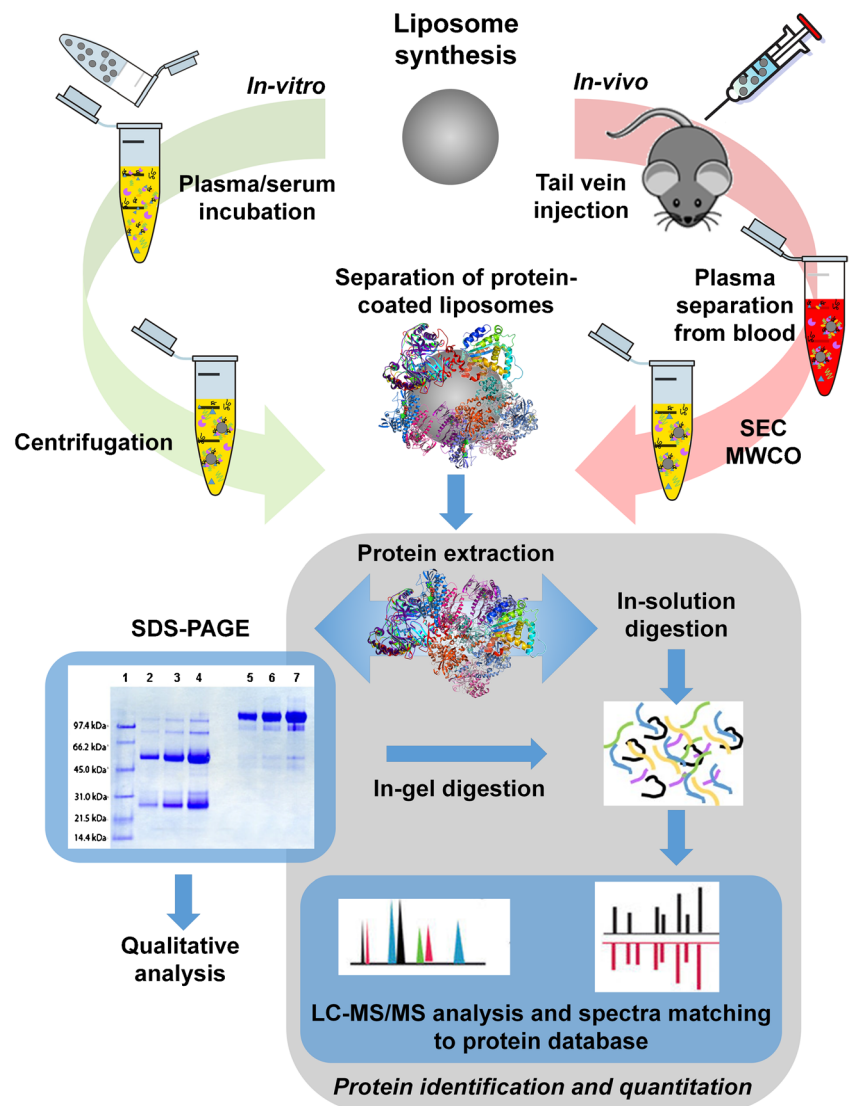 Liposome
synthesis
In-vitro
In-vivo
Plasma/serum
incubation
Tail vein
injection
Separation of protein-
coated liposomes
Plasma
separation
from blood
Centrifugation
SEC
MWCO
Protein extraction
SDS-PAGE
In-solution
digestion
1 2 3 4 5 6 7
97.4 kDa-
66.2 kDa-
45.0 kDa-
31.0 kDa-
21.5 kDa-
14.4 kDa-
In-gel digestion
Qualitative
analysis
LC-MS/MS analysis and spectra matching
to protein database
Protein identification and quantitation